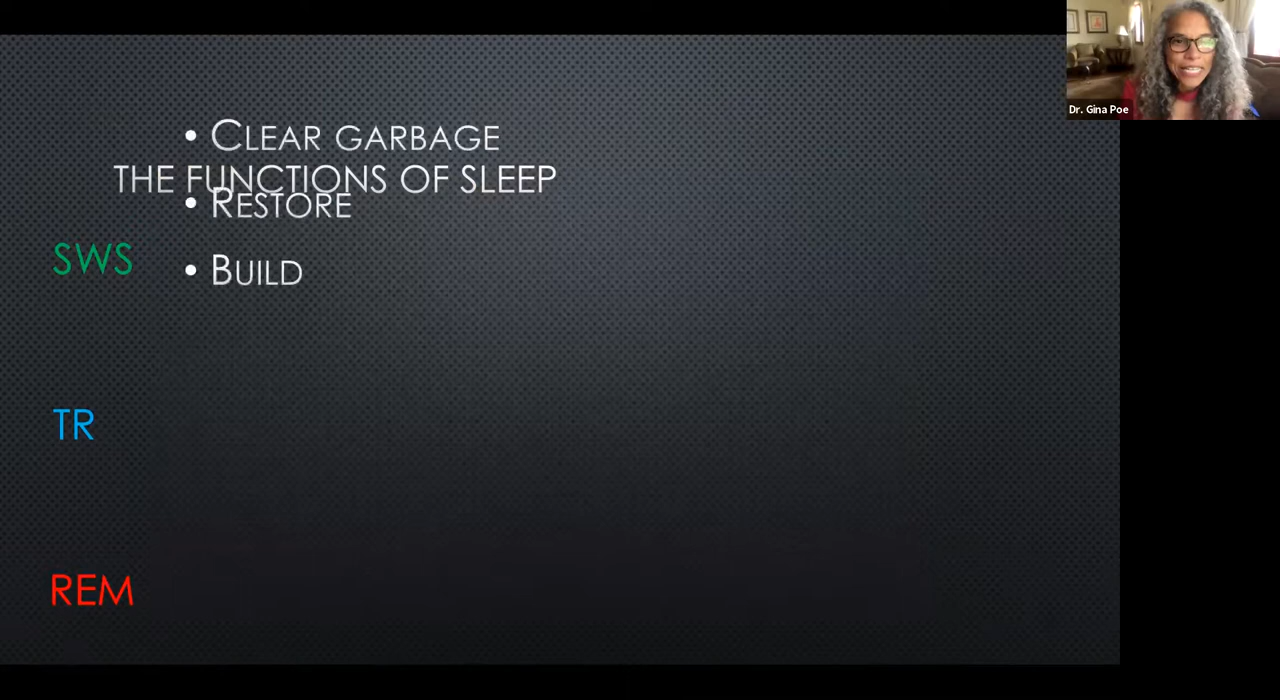 • CLEAR GARBAGE
THE FUNCTIONS OF SLEEP
• RESTORE
SWS
• BUILD
TR
REM
Dr. Gina Poe